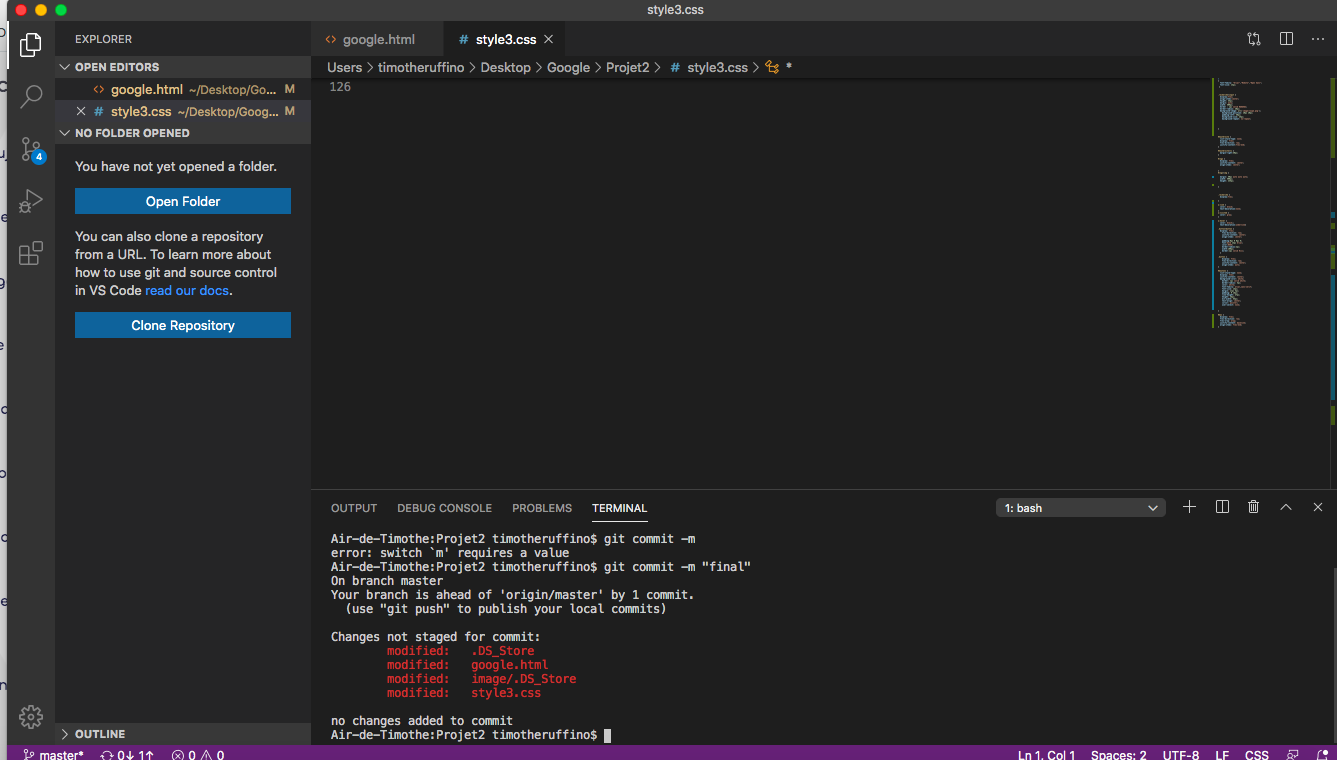 style3.css
EXPLORER
OPEN EDITORS
google.html ~/Desktop/Go... M
style3.css ~/Desktop/Goog... M
NO FOLDER OPENED
You have not yet opened a folder.
Open Folder
You can also clone a repository
from a URL. To learn more about
how to use git and source control
in VS Code read our docs.
Clone Repository
4
OUTLINE
google.html
style3.css
Users > timotheruffino > Desktop > Google > Projet2 > # style3.css >
126
OUTPUT DEBUG CONSOLE PROBLEMS TERMINAL
1: bash
Air-de-Timothe:Projet2 timotheruffino$ git commit -m
error: switch `m' requires a value
Air-de-Timothe:Projet2 timotheruffino$ git commit -m "final"
On branch master
Your branch is ahead of 'origin/master' by 1 commit.
(use "git push" to publish your local commits)
Changes not staged for commit:
modified: .DS_Store
modified: google.html
modified: image/.DS_Store
modified: style3.css
no changes added to commit
Air-de-Timothe:Projet2 timotheruffino$
master* 0↓ 1↑ 0 0
Ln 1, Col 1 Spaces: 2 UTF-8 LF CSS